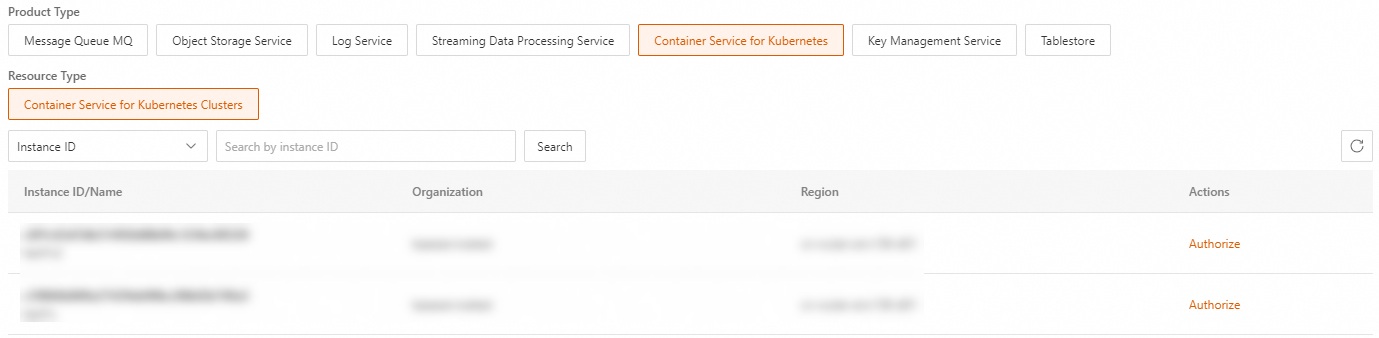 Product Type
Message Queue MQ Object Storage Service Log Service Streaming Data Processing Service Container Service for Kubernetes Key Management Service Tablestore
Resource Type
Container Service for Kubernetes Clusters
Instance ID Search by instance ID Search
Instance ID/Name Organization Region Actions
Authorize
Authorize